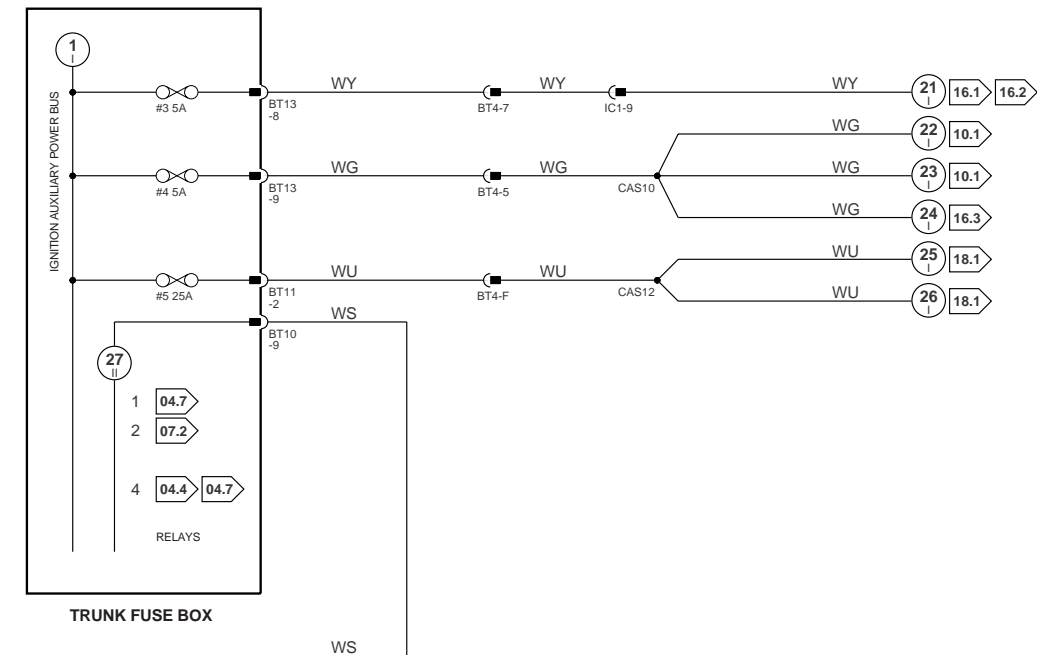 1
I
IGNITION AUXILIARY POWER BUS
#3 5A
BT13
-8
WY
BT4-7
WY
IC1-9
WY
21
I
16.1
16.2
WG
22
I
10.1
#4 5A
BT13
-9
WG
BT4-5
WG
CAS10
WG
23
I
10.1
WG
24
I
16.3
WU
25
I
18.1
#5 25A
BT11
-2
WU
BT4-F
WU
CAS12
WU
26
I
18.1
WS
BT10
-9
27
II
1 04.7
2 07.2
4 04.4 04.7
RELAYS
TRUNK FUSE BOX
WS